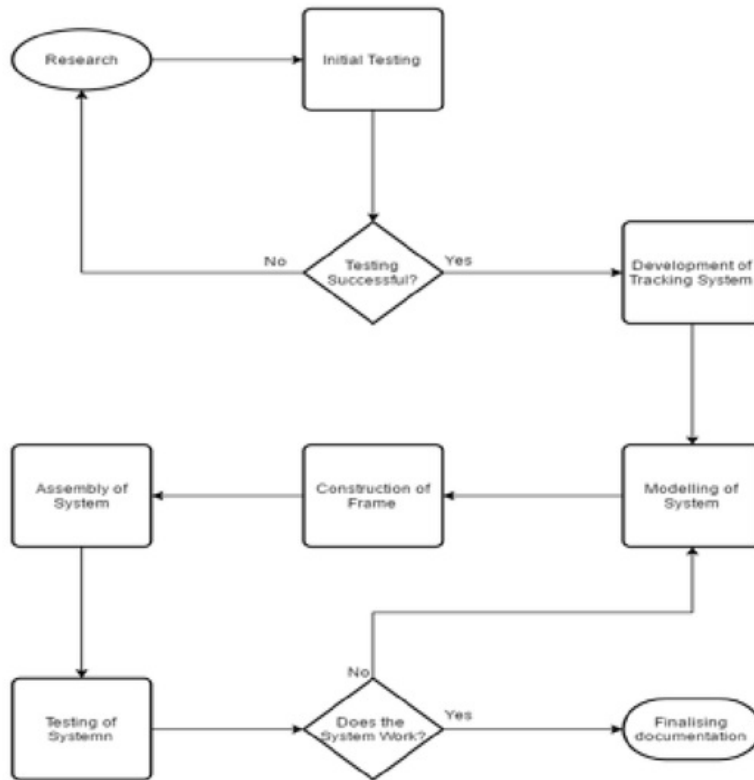 Research
Initial Testing
No
Testing
Successful?
Yes
Development of
Tracking System
Assembly of
System
Construction of
Frame
Modelling of
System
No
Testing of
Systemn
Does the
System Work?
Yes
Finalising
documentation